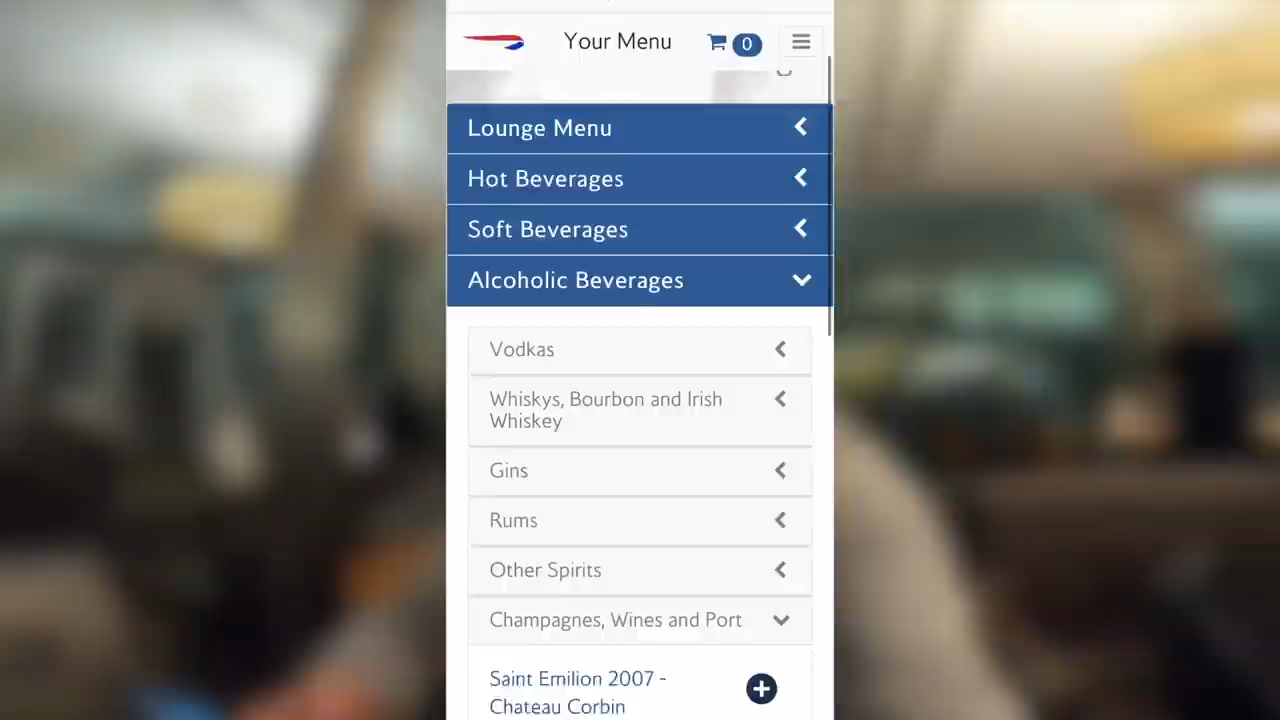 Your Menu
0
Lounge Menu
Hot Beverages
Soft Beverages
Alcoholic Beverages
Vodkas
Whiskys, Bourbon and Irish
Whiskey
Gins
Rums
Other Spirits
Champagnes, Wines and Port
Saint Emilion 2007 -
Chateau Corbin